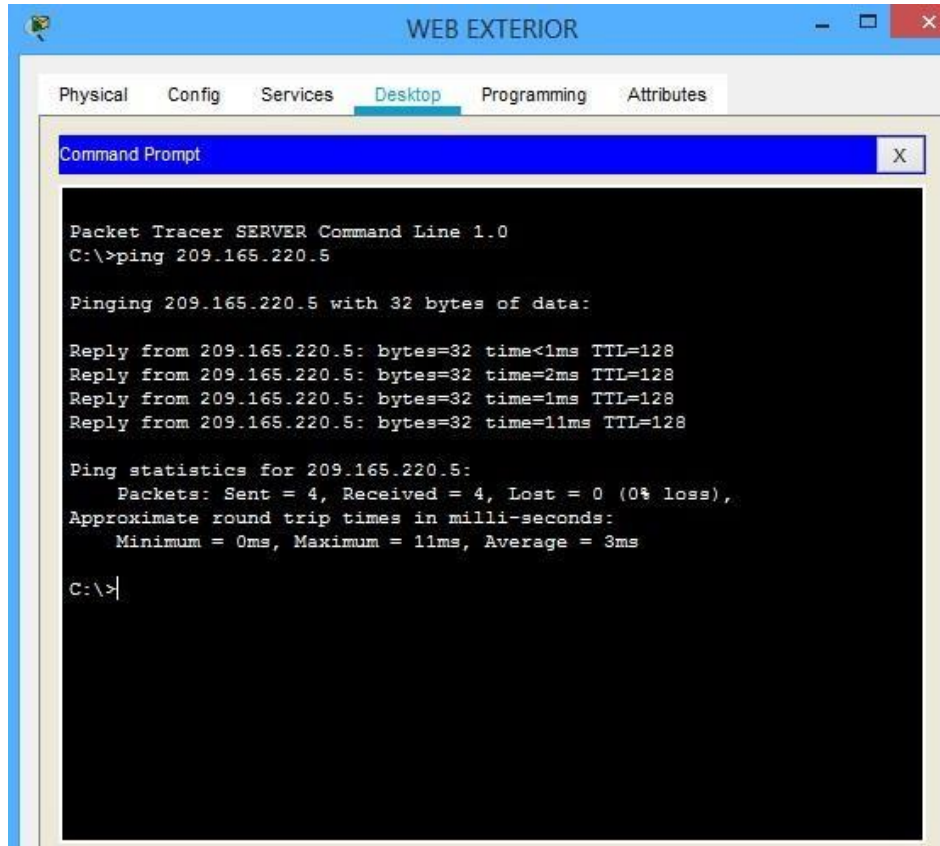 WEB EXTERIOR
Physical Config Services Desktop Programming Attributes
Command Prompt X
Packet Tracer SERVER Command Line 1.0
C:\>ping 209.165.220.5
Pinging 209.165.220.5 with 32 bytes of data:
Reply from 209.165.220.5: bytes=32 time<1ms TTL=128
Reply from 209.165.220.5: bytes=32 time=2ms TTL=128
Reply from 209.165.220.5: bytes=32 time=1ms TTL=128
Reply from 209.165.220.5: bytes=32 time=11ms TTL=128
Ping statistics for 209.165.220.5:
Packets: Sent = 4, Received = 4, Lost = 0 (0% loss),
Approximate round trip times in milli-seconds:
Minimum = 0ms, Maximum = 11ms, Average = 3ms
C:\>